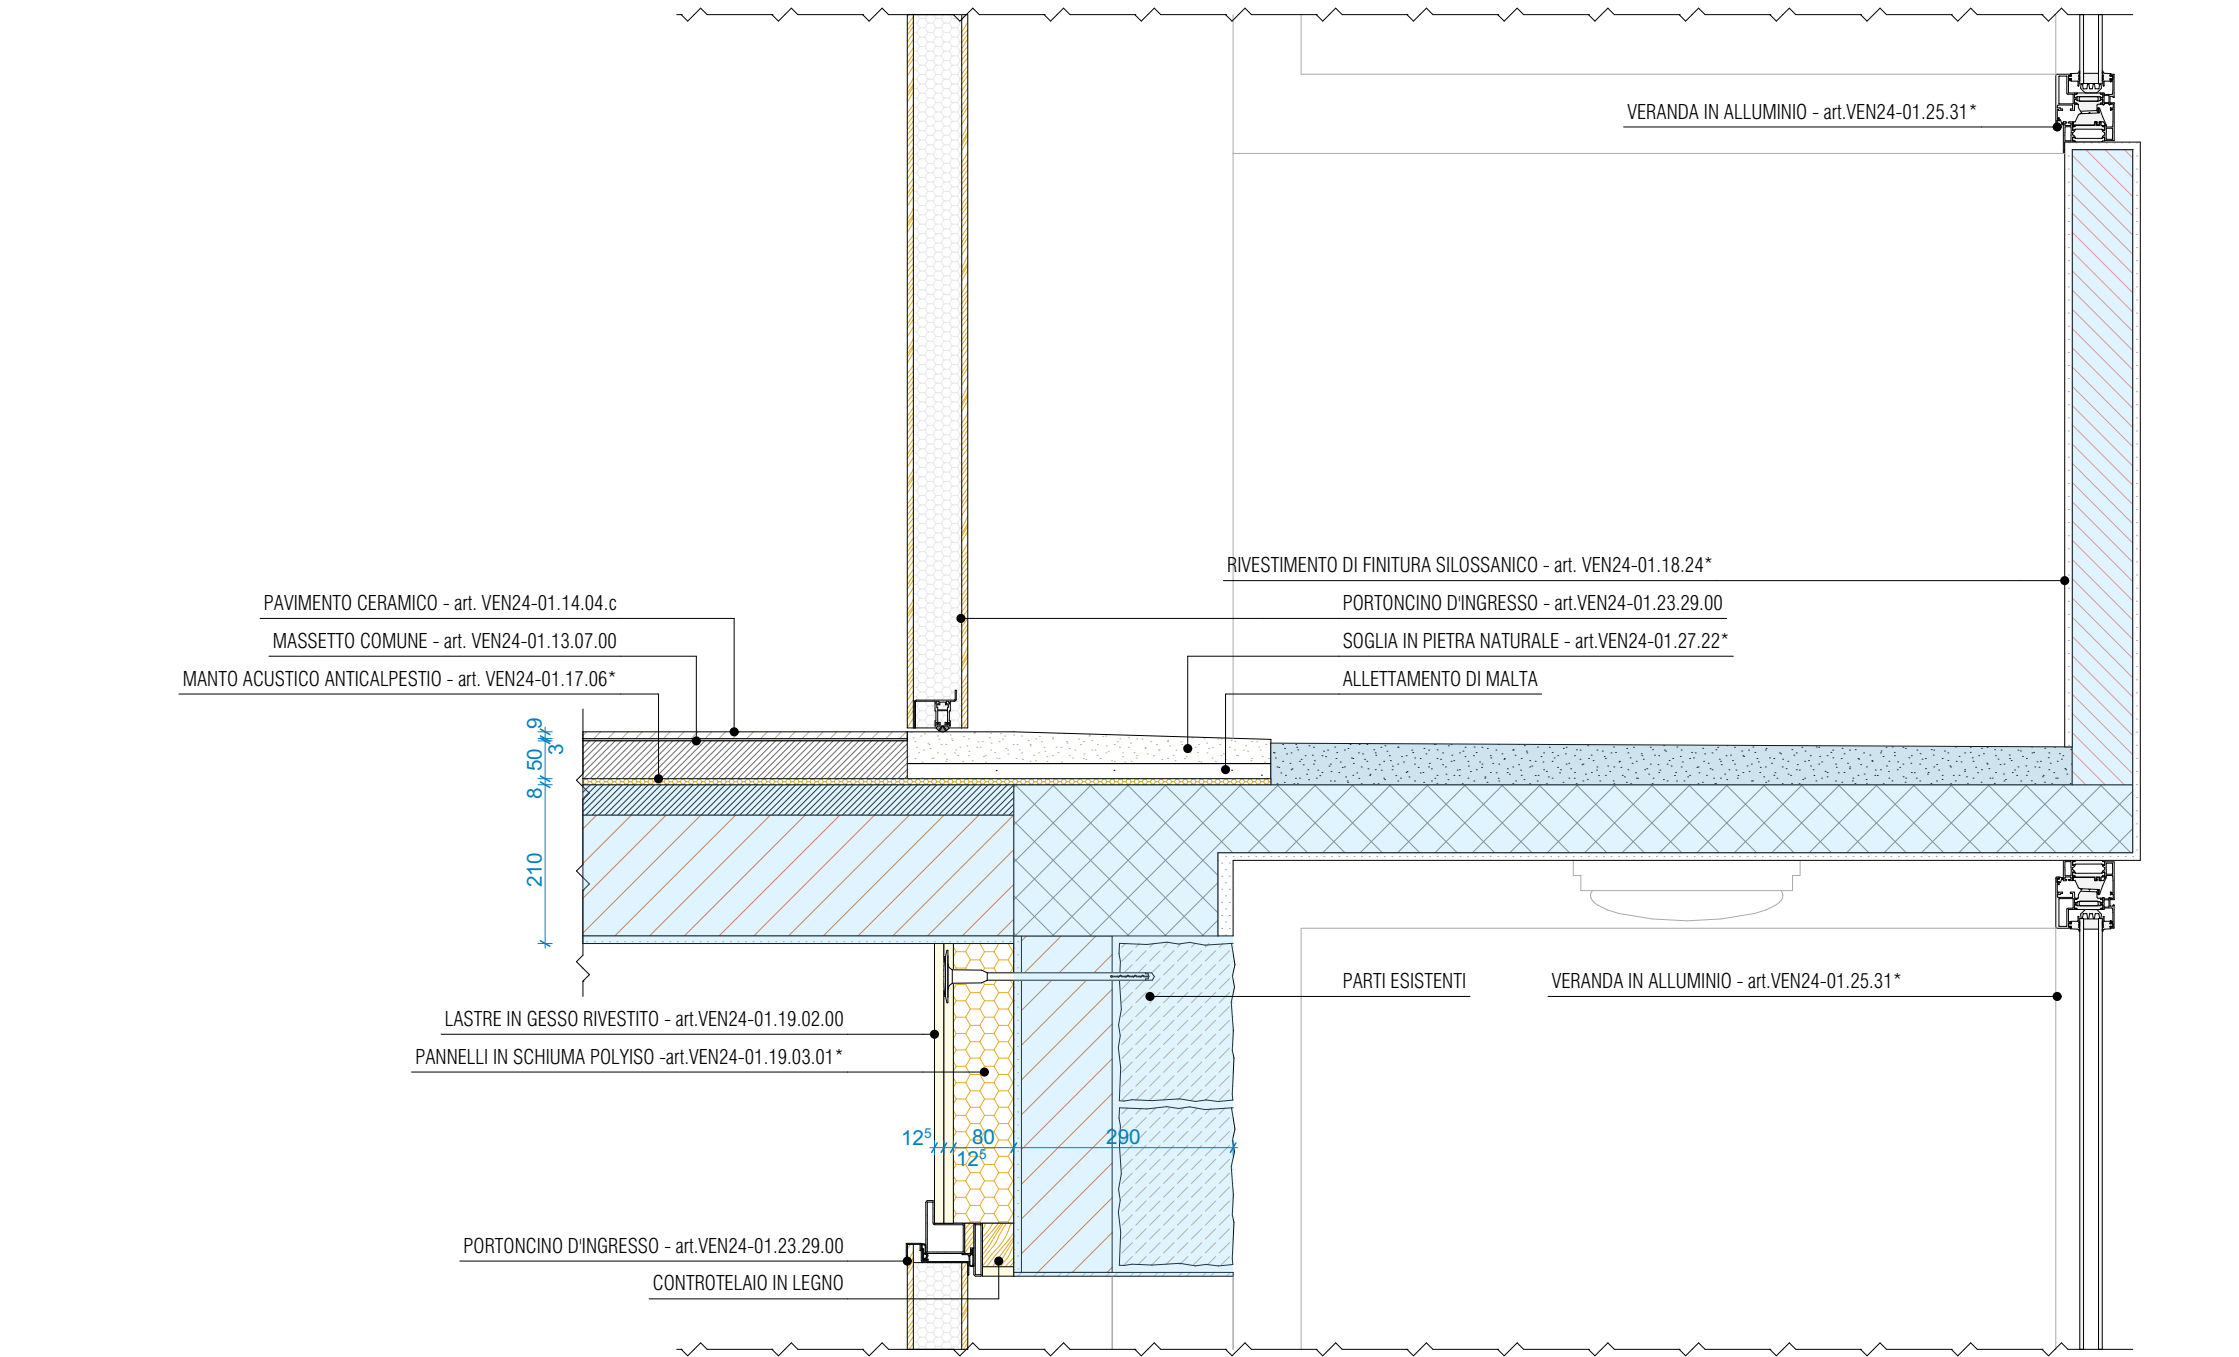 VERANDA IN ALLUMINIO - art.VEN24-01.25.31*
RIVESTIMENTO DI FINITURA SILOSSANICO - art. VEN24-01.18.24*
PAVIMENTO CERAMICO - art. VEN24-01.14.04.c
PORTONCINO D'INGRESSO - art.VEN24-01.23.29.00
MASSETTO COMUNE - art. VEN24-01.13.07.00
SOGLIA IN PIETRA NATURALE - art.VEN24-01.27.22*
MANTO ACUSTICO ANTICALPESTIO - art. VEN24-01.17.06*
ALLETTAMENTO DI MALTA
9
3
50
8
210
PARTI ESISTENTI
VERANDA IN ALLUMINIO - art.VEN24-01.25.31*
LASTRE IN GESSO RIVESTITO - art.VEN24-01.19.02.00
PANNELLI IN SCHIUMA POLYISO -art.VEN24-01.19.03.01*
12⁵
80
290
12⁵
PORTONCINO D'INGRESSO - art.VEN24-01.23.29.00
CONTROTELAIO IN LEGNO